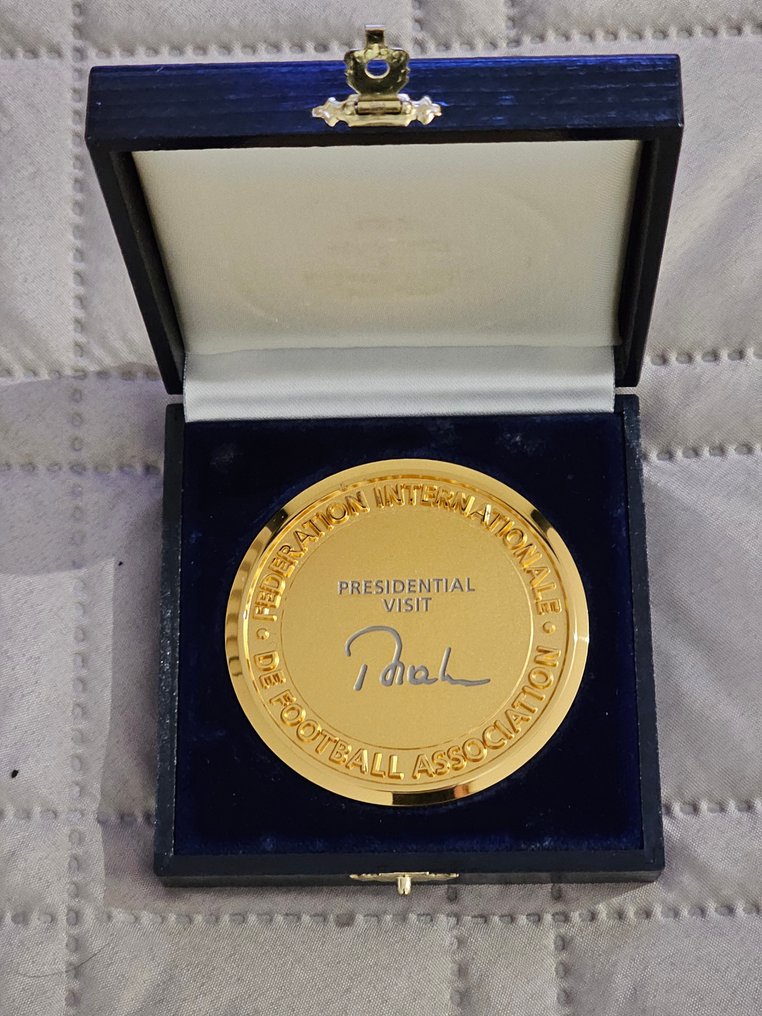 FEDERATION INTERNATIONALE
PRESIDENTIAL
VISIT
DE FOOTBALL ASSOCIATION